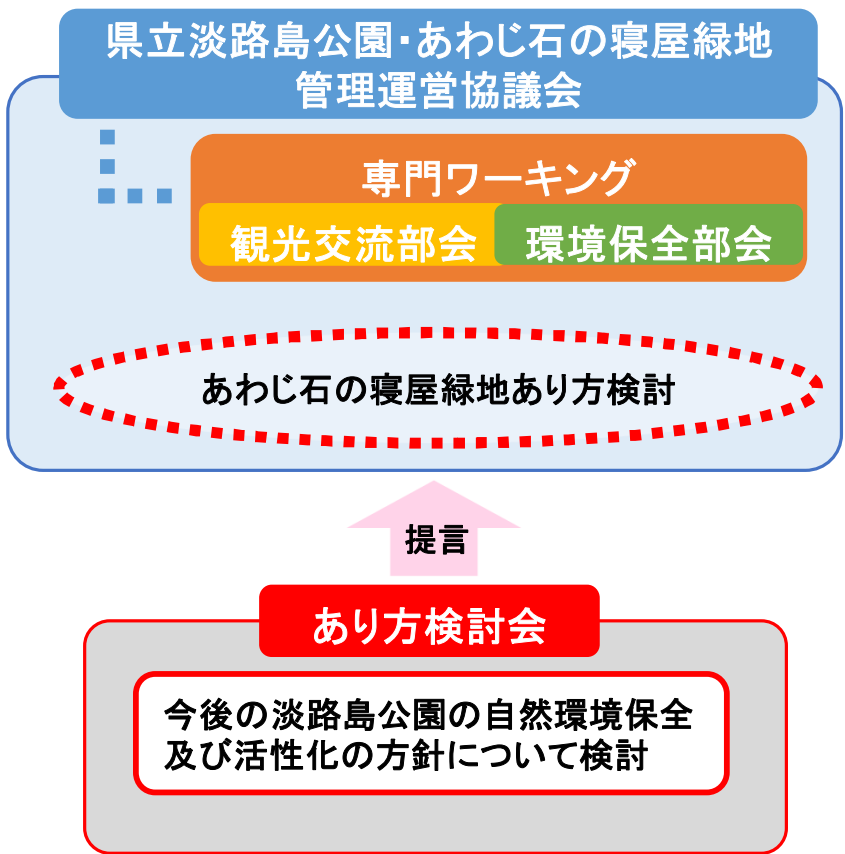 県立淡路島公園・あわじ石の寝屋緑地
管理運営協議会
専門ワーキング
観光交流部会
環境保全部会
あわじ石の寝屋緑地あり方検討
提言
あり方検討会
今後の淡路島公園の自然環境保全
及び活性化の方針について検討